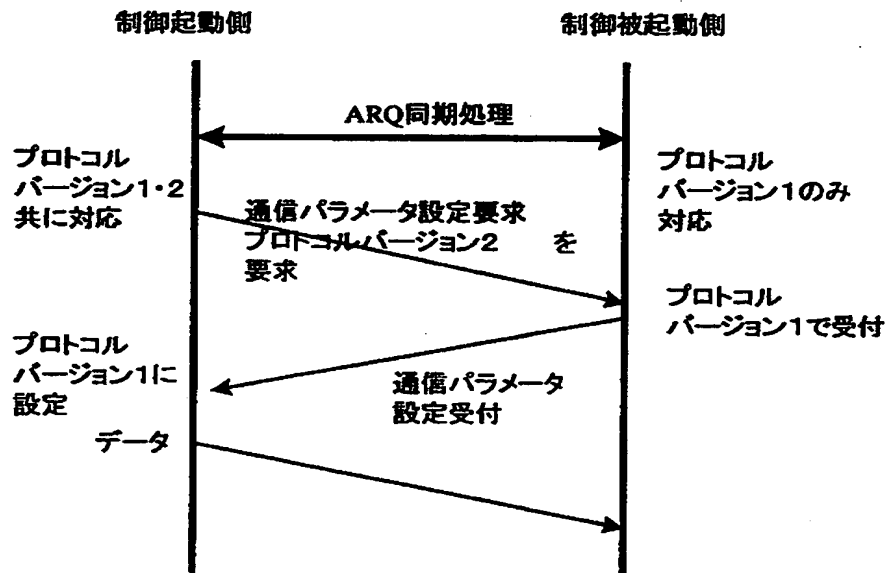 制御起動側
制御被起動側
ARQ同期処理
プロトコル
バージョン1・2
共に対応
プロトコル
バージョン1のみ
対応
通信パラメータ設定要求
プロトコルバージョン2 を
要求
プロトコル
バージョン1で受付
プロトコル
バージョン1に
設定
通信パラメータ
設定受付
データ